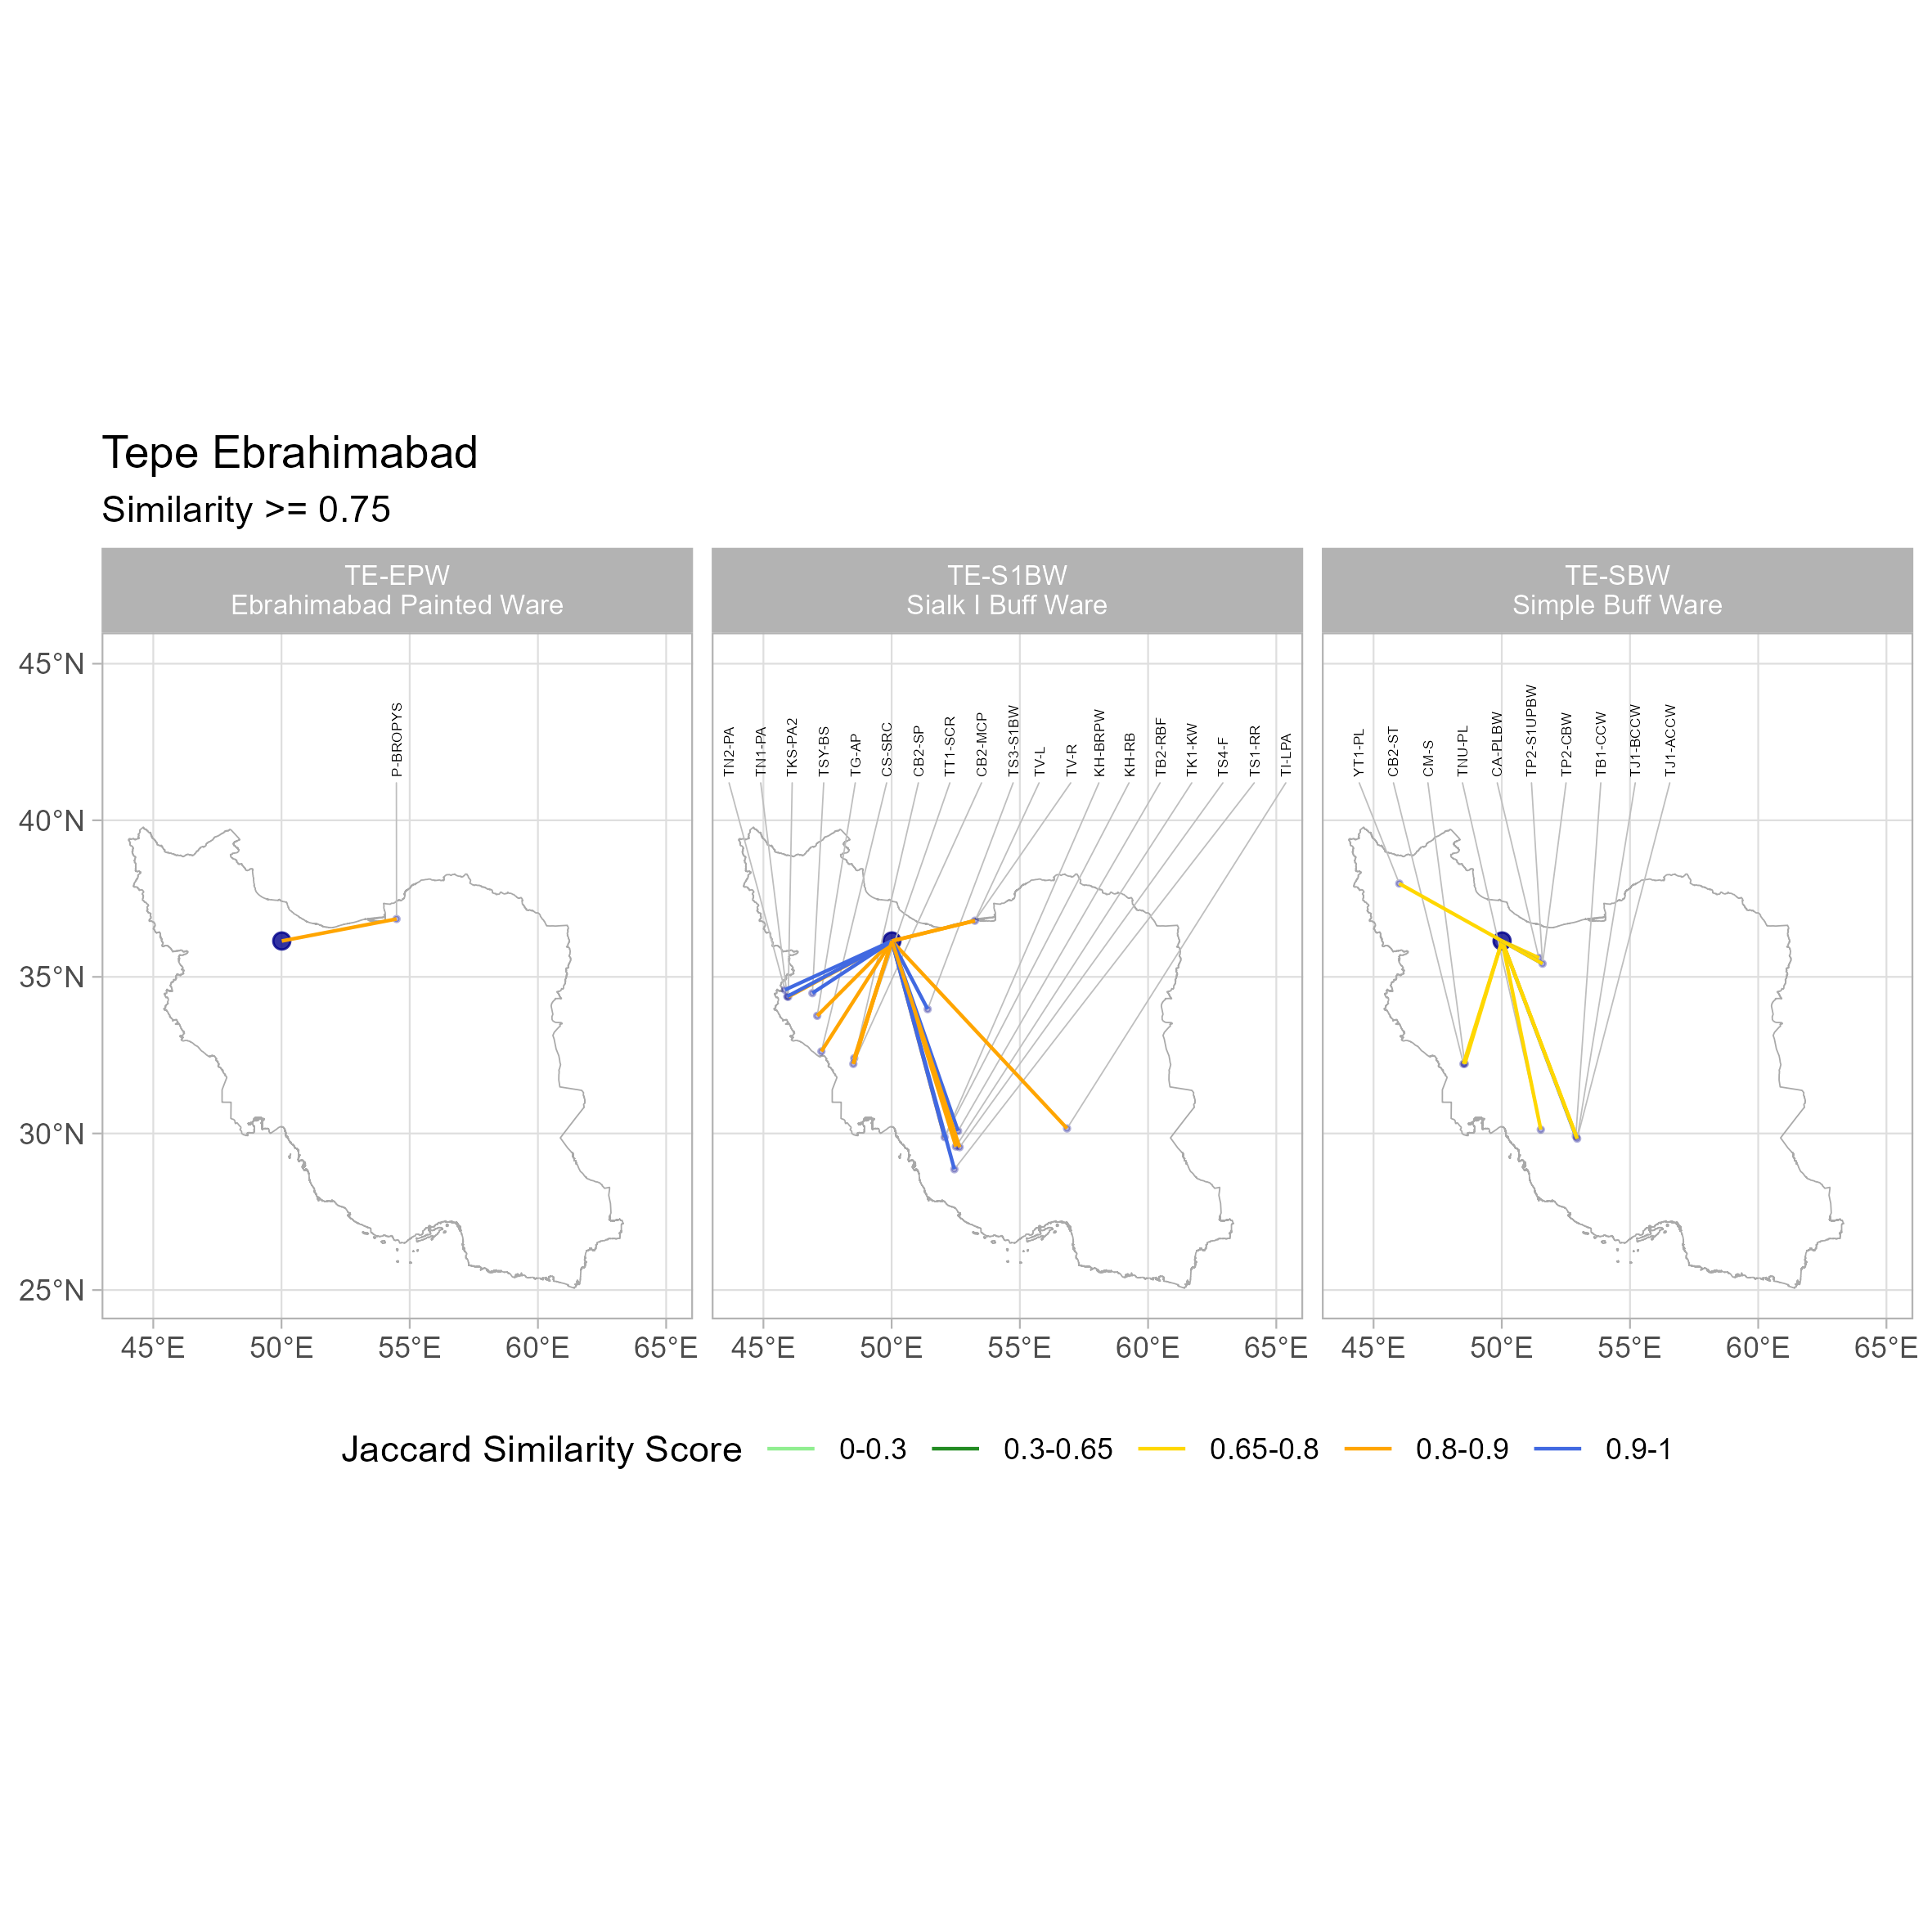 Tepe Ebrahimabad
Similarity >= 0.75
TE-EPW
Ebrahimabad Painted Ware
TE-S1BW
Sialk I Buff Ware
TE-SBW
Simple Buff Ware
45°N
40°N
35°N
30°N
25°N
P-BROPYS
TN2-PA
TN1-PA
TKS-PA2
TSY-BS
TG-AP
CS-SRC
CB2-SP
TT1-SCR
CB2-MCP
TS3-S1BW
TV-L
TV-R
KH-BRPW
KH-RB
TB2-RBF
TK1-KW
TS4-F
TS1-RR
TI-LPA
YT1-PL
CB2-ST
CM-S
TNU-PL
CA-PLBW
TP2-S1UPBW
TP2-CBW
TB1-CCW
TJ1-BCCW
TJ1-ACCW
45°E 50°E 55°E 60°E 65°E
45°E 50°E 55°E 60°E 65°E
45°E 50°E 55°E 60°E 65°E
Jaccard Similarity Score 0-0.3 0.3-0.65 0.65-0.8 0.8-0.9 0.9-1